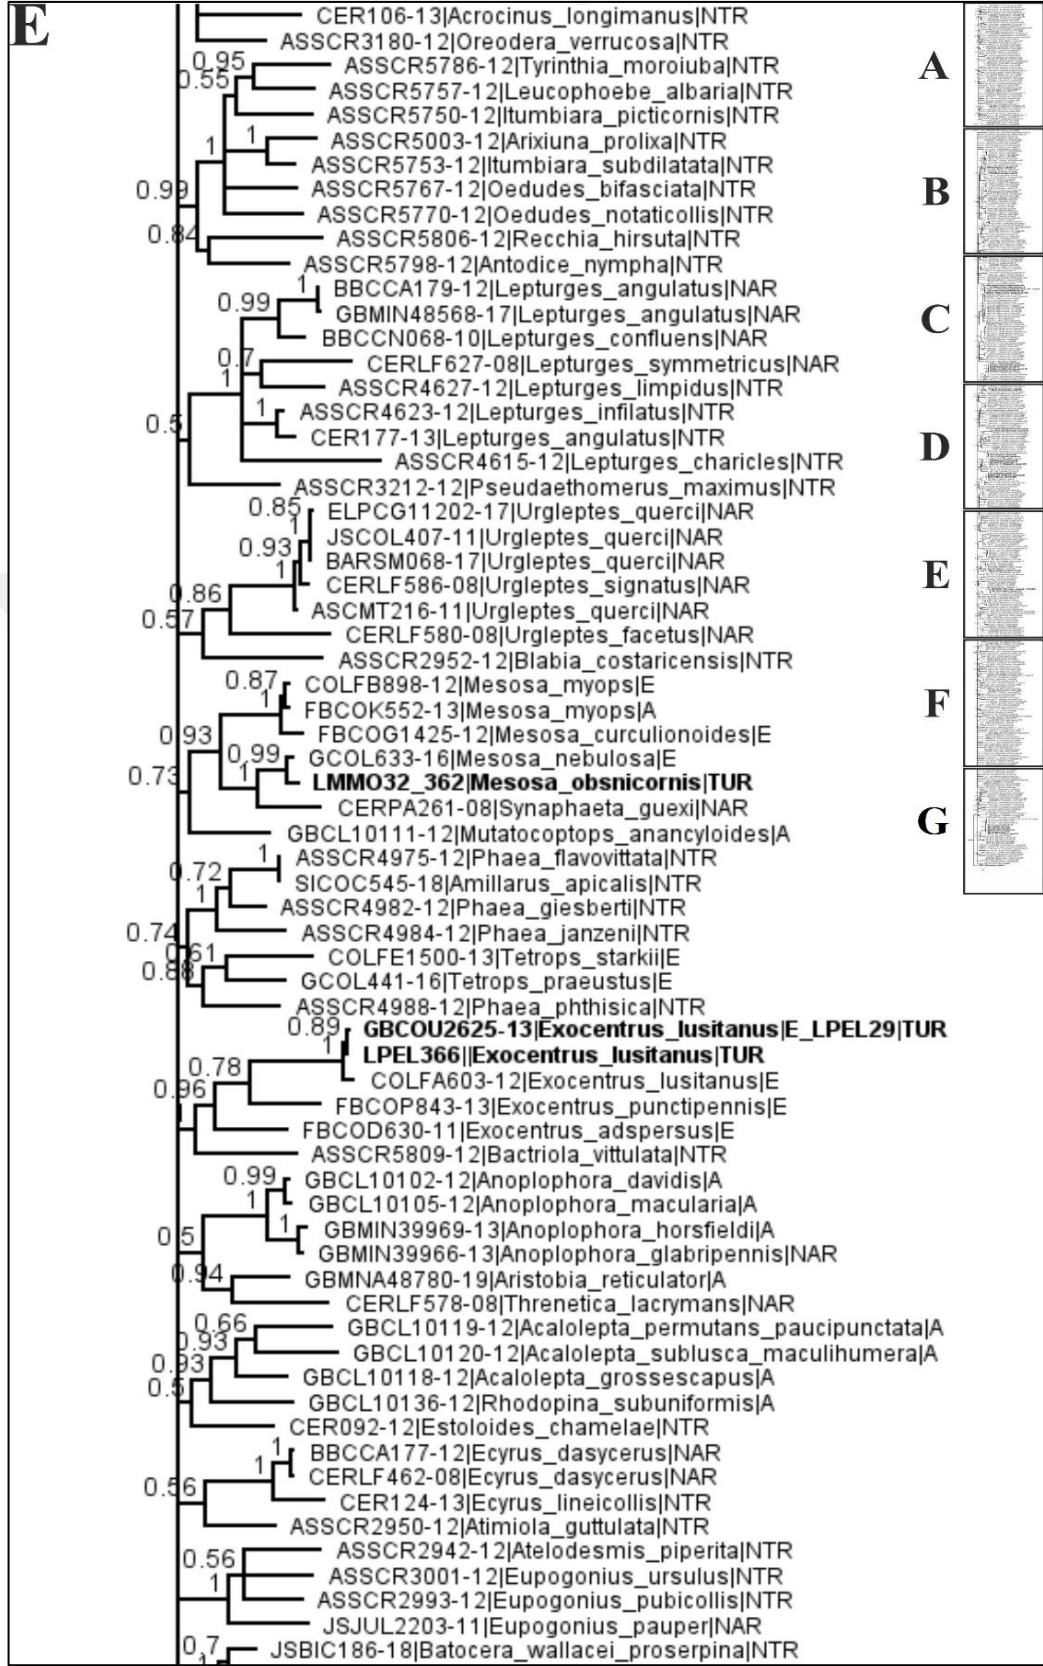 E
CER106-13|Acrocinus_longimanus|NTR
ASSCR3180-12|Oreodera_verrucosa|NTR
0.95
ASSCR5786-12|Tyrinthia_moroiuba|NTR
0.55
ASSCR5757-12|Leucophoebe_albaria|NTR
ASSCR5750-12|Itumbiara_picticornis|NTR
1
ASSCR5003-12|Arixiuna_prolixa|NTR
1
ASSCR5753-12|Itumbiara_subdilatata|NTR
0.99
ASSCR5767-12|Oedudes_bifasciata|NTR
ASSCR5770-12|Oedudes_notaticollis|NTR
0.84
ASSCR5806-12|Recchia_hirsuta|NTR
ASSCR5798-12|Antodice_nympha|NTR
1
BBCCA179-12|Lepturges_angulatus|NAR
0.99
GBMIN48568-17|Lepturges_angulatus|NAR
BBCCN068-10|Lepturges_confluens|NAR
0.7
CERLF627-08|Lepturges_symmetricus|NAR
1
ASSCR4627-12|Lepturges_limpidus|NTR
1
ASSCR4623-12|Lepturges_infilatus|NTR
0.5
CER177-13|Lepturges_angulatus|NTR
ASSCR4615-12|Lepturges_charicles|NTR
ASSCR3212-12|Pseudaethomerus_maximus|NTR
0.85
ELPCG11202-17|Urgleptes_querci|NAR
1
JSCOL407-11|Urgleptes_querci|NAR
0.93
BARSM068-17|Urgleptes_querci|NAR
1
CERLF586-08|Urgleptes_signatus|NAR
0.86
ASCMT216-11|Urgleptes_querci|NAR
0.57
CERLF580-08|Urgleptes_facetus|NAR
ASSCR2952-12|Blabia_costaricensis|NTR
0.87
COLFB898-12|Mesosa_myops|E
1
FBCOK552-13|Mesosa_myops|A
0.93
FBCOG1425-12|Mesosa_curculionoides|E
0.99
GCOL633-16|Mesosa_nebulosa|E
0.73
1
LMMO32_362|Mesosa_obsnicornis|TUR
CERPA261-08|Synaphaeta_guexi|NAR
GBCL10111-12|Mutatocoptops_anancyloides|A
1
ASSCR4975-12|Phaea_flavovittata|NTR
0.72
SICOC545-18|Amillarus_apicalis|NTR
1
ASSCR4982-12|Phaea_giesberti|NTR
0.74
ASSCR4984-12|Phaea_janzeni|NTR
0.61
COLFE1500-13|Tetrops_starkii|E
0.88
GCOL441-16|Tetrops_praeustus|E
ASSCR4988-12|Phaea_phthisica|NTR
0.89
GBCOU2625-13|Exocentrus_lusitanus|E_LPEL29|TUR
1
LPEL366||Exocentrus_lusitanus|TUR
0.78
COLFA603-12|Exocentrus_lusitanus|E
0.96
FBCOP843-13|Exocentrus_punctipennis|E
FBCOD630-11|Exocentrus_adspersus|E
ASSCR5809-12|Bactriola_vittulata|NTR
0.99
GBCL10102-12|Anoplophora_davidis|A
1
GBCL10105-12|Anoplophora_macularia|A
1
GBMIN39969-13|Anoplophora_horsfieldi|A
0.5
GBMIN39966-13|Anoplophora_glabripennis|NAR
0.94
GBMNA48780-19|Aristobia_reticulator|A
CERLF578-08|Threnetica_lacrymans|NAR
0.66
GBCL10119-12|Acalolepta_permutans_paucipunctata|A
0.93
GBCL10120-12|Acalolepta_sublusca_maculihumera|A
0.93
GBCL10118-12|Acalolepta_grossescapus|A
0.5
GBCL10136-12|Rhodopina_subuniformis|A
CER092-12|Estoloides_chamelae|NTR
1
BBCCA177-12|Ecyrus_dasycerus|NAR
1
CERLF462-08|Ecyrus_dasycerus|NAR
0.56
CER124-13|Ecyrus_lineicollis|NTR
ASSCR2950-12|Atimiola_guttulata|NTR
0.56
ASSCR2942-12|Atelodesmis_piperita|NTR
1
ASSCR3001-12|Eupogonius_ursulus|NTR
ASSCR2993-12|Eupogonius_pubicollis|NTR
JSJUL2203-11|Eupogonius_pauper|NAR
0.7
JSBIC186-18|Batocera_wallacei_proserpina|NTR
1
A
B
C
D
E
F
G